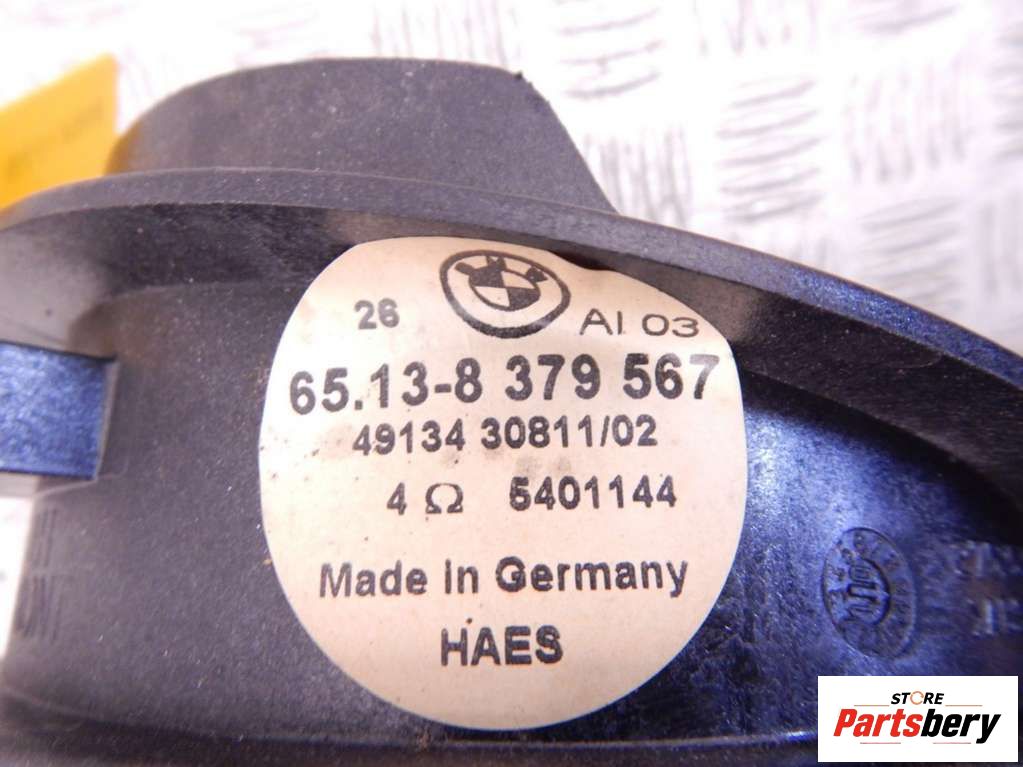 BMW
26
AI 03
65.13-8 379 567
49134 30811/02
4 Ω 5401144
Made in Germany
HAES
STORE
Partsbery